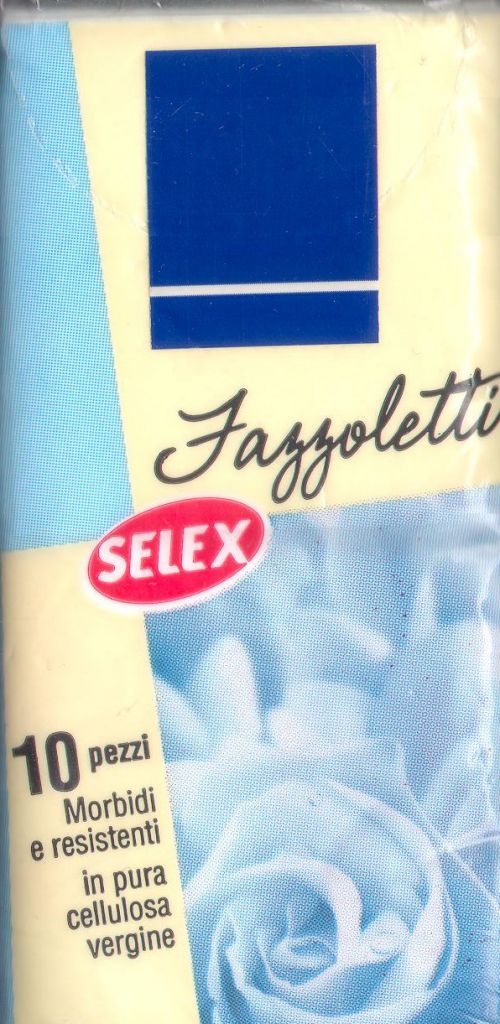 Fazzoletti
SELEX
10 pezzi
Morbidi
e resistenti
in pura
cellulosa
vergine